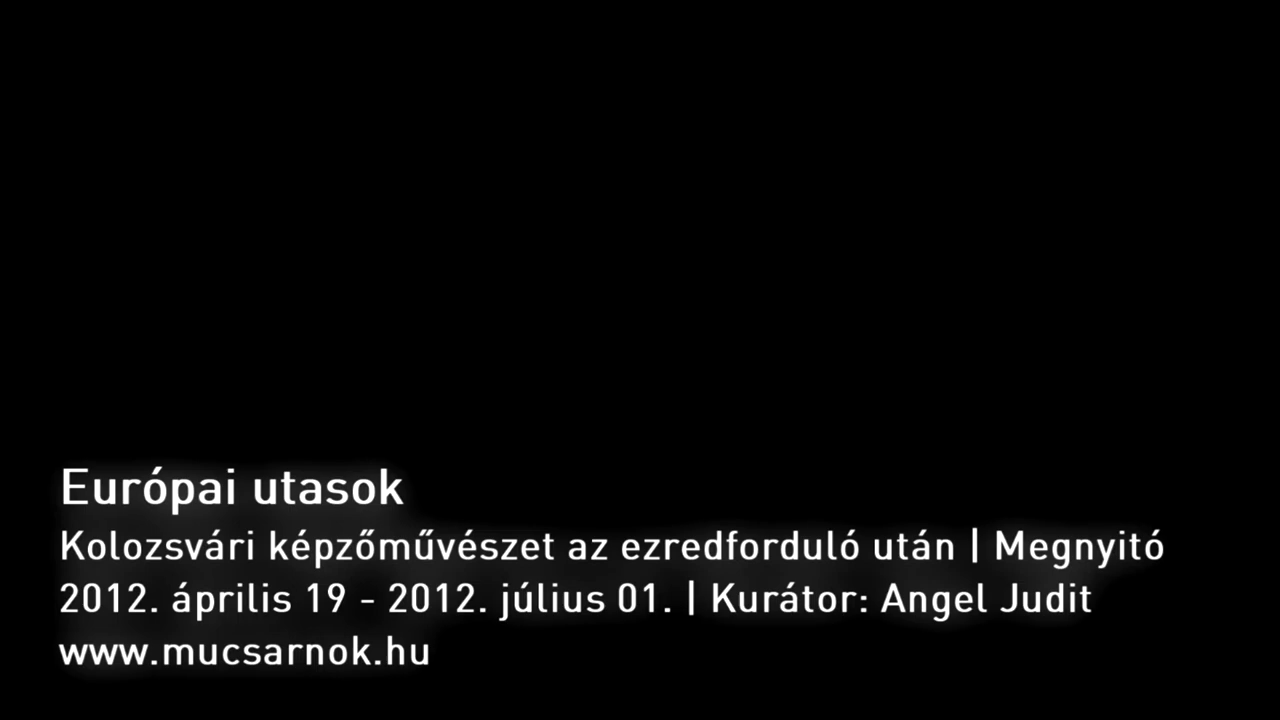 Európai utasok
Kolozsvári képzőművészet az ezredforduló után | Megnyitó
2012. április 19 - 2012. július 01. | Kurátor: Angel Judit
www.mucsarnok.hu